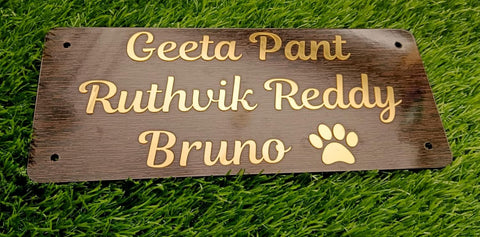 Geeta Pant
Ruthvik Reddy
Bruno